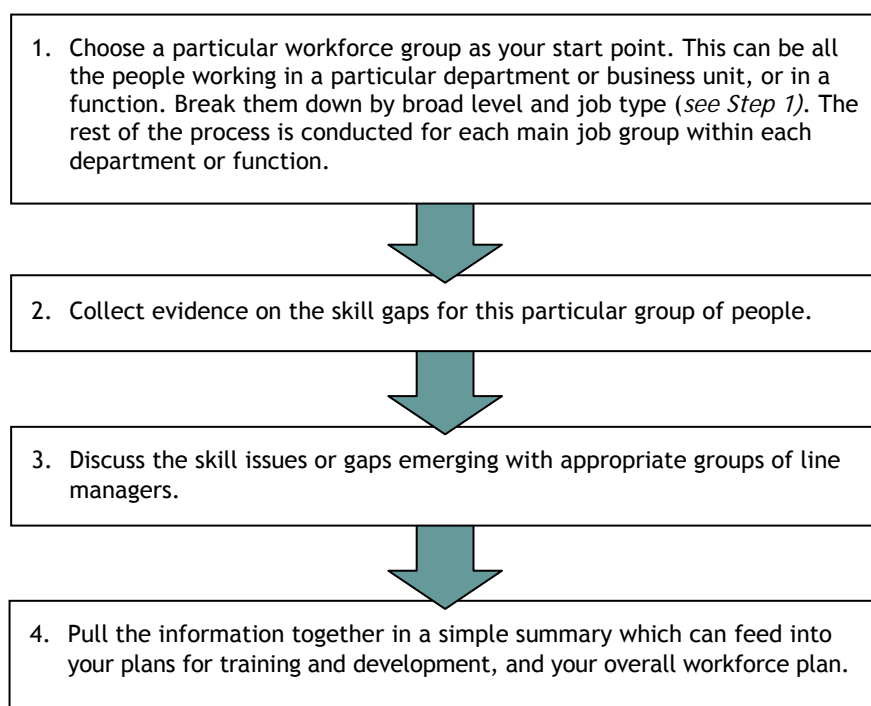 1. Choose a particular workforce group as your start point. This can be all
the people working in a particular department or business unit, or in a
function. Break them down by broad level and job type (see Step 1). The
rest of the process is conducted for each main job group within each
department or function.
2. Collect evidence on the skill gaps for this particular group of people.
3. Discuss the skill issues or gaps emerging with appropriate groups of line
managers.
4. Pull the information together in a simple summary which can feed into
your plans for training and development, and your overall workforce plan.